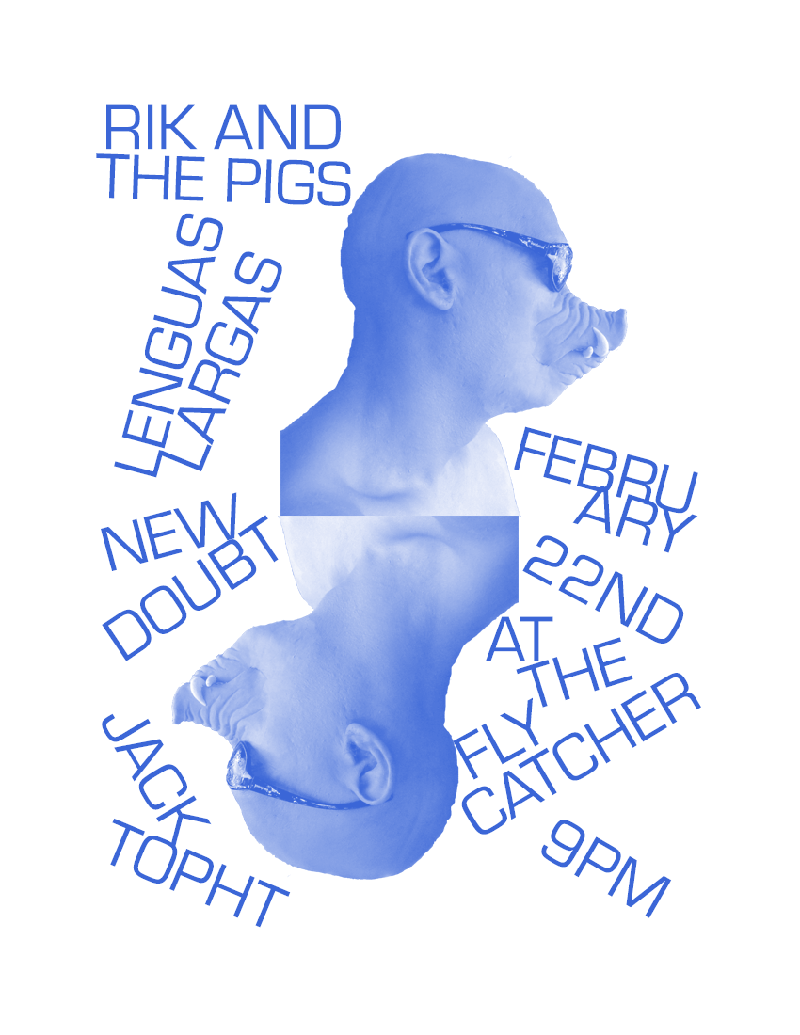 RIK AND
THE PIGS
LENGUAS
LARGAS
NEW
DOUBT
JACK
TOPHT
FEBRU
ARY
22ND
AT
THE
FLY
CATCHER
9PM